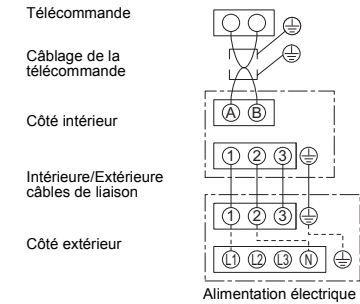 Télécommande
Câblage de la
télécommande
Côté intérieur
A B
1 2 3
Intérieure/Extérieure
câbles de liaison
1 2 3
Côté extérieur
L1 L2 L3 N
Alimentation électrique